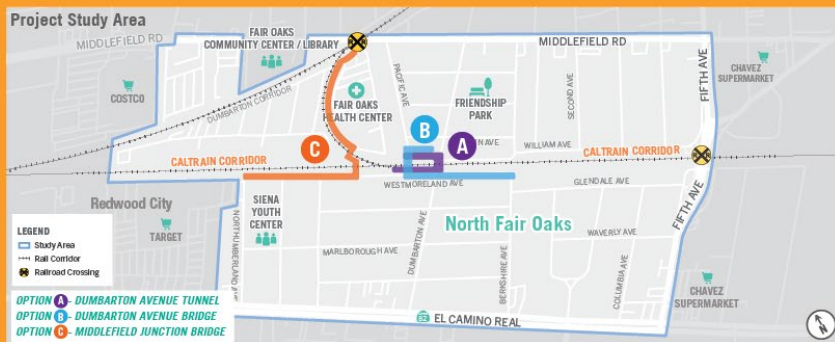 Project Study Area
MIDDLEFIELD RD
FAIR OAKS
COMMUNITY CENTER / LIBRARY
MIDDLEFIELD RD
FIFTH AVE
CHAVEZ
SUPERMARKET
COSTCO
DUMBARTON CORRIDOR
PACIFIC AVE
FAIR OAKS
HEALTH CENTER
FRIENDSHIP
PARK
SECOND AVE
B
A
C
WILLIAM AVE
CALTRAIN CORRIDOR
CALTRAIN CORRIDOR
WESTMORELAND AVE
GLENDALE AVE
Redwood City
TARGET
NORTHUMBERLAND AVE
SIENA
YOUTH
CENTER
MARLBOROUGH AVE
DUMBARTON AVE
North Fair Oaks
BERKSHIRE AVE
WAVERLY AVE
COLUMBIA AVE
FIFTH AVE
CHAVEZ
SUPERMARKET
LEGEND
Study Area
Rail Corridor
Railroad Crossing
OPTION A - DUMBARTON AVENUE TUNNEL
OPTION B - DUMBARTON AVENUE BRIDGE
OPTION C - MIDDLEFIELD JUNCTION BRIDGE
82
EL CAMINO REAL
N